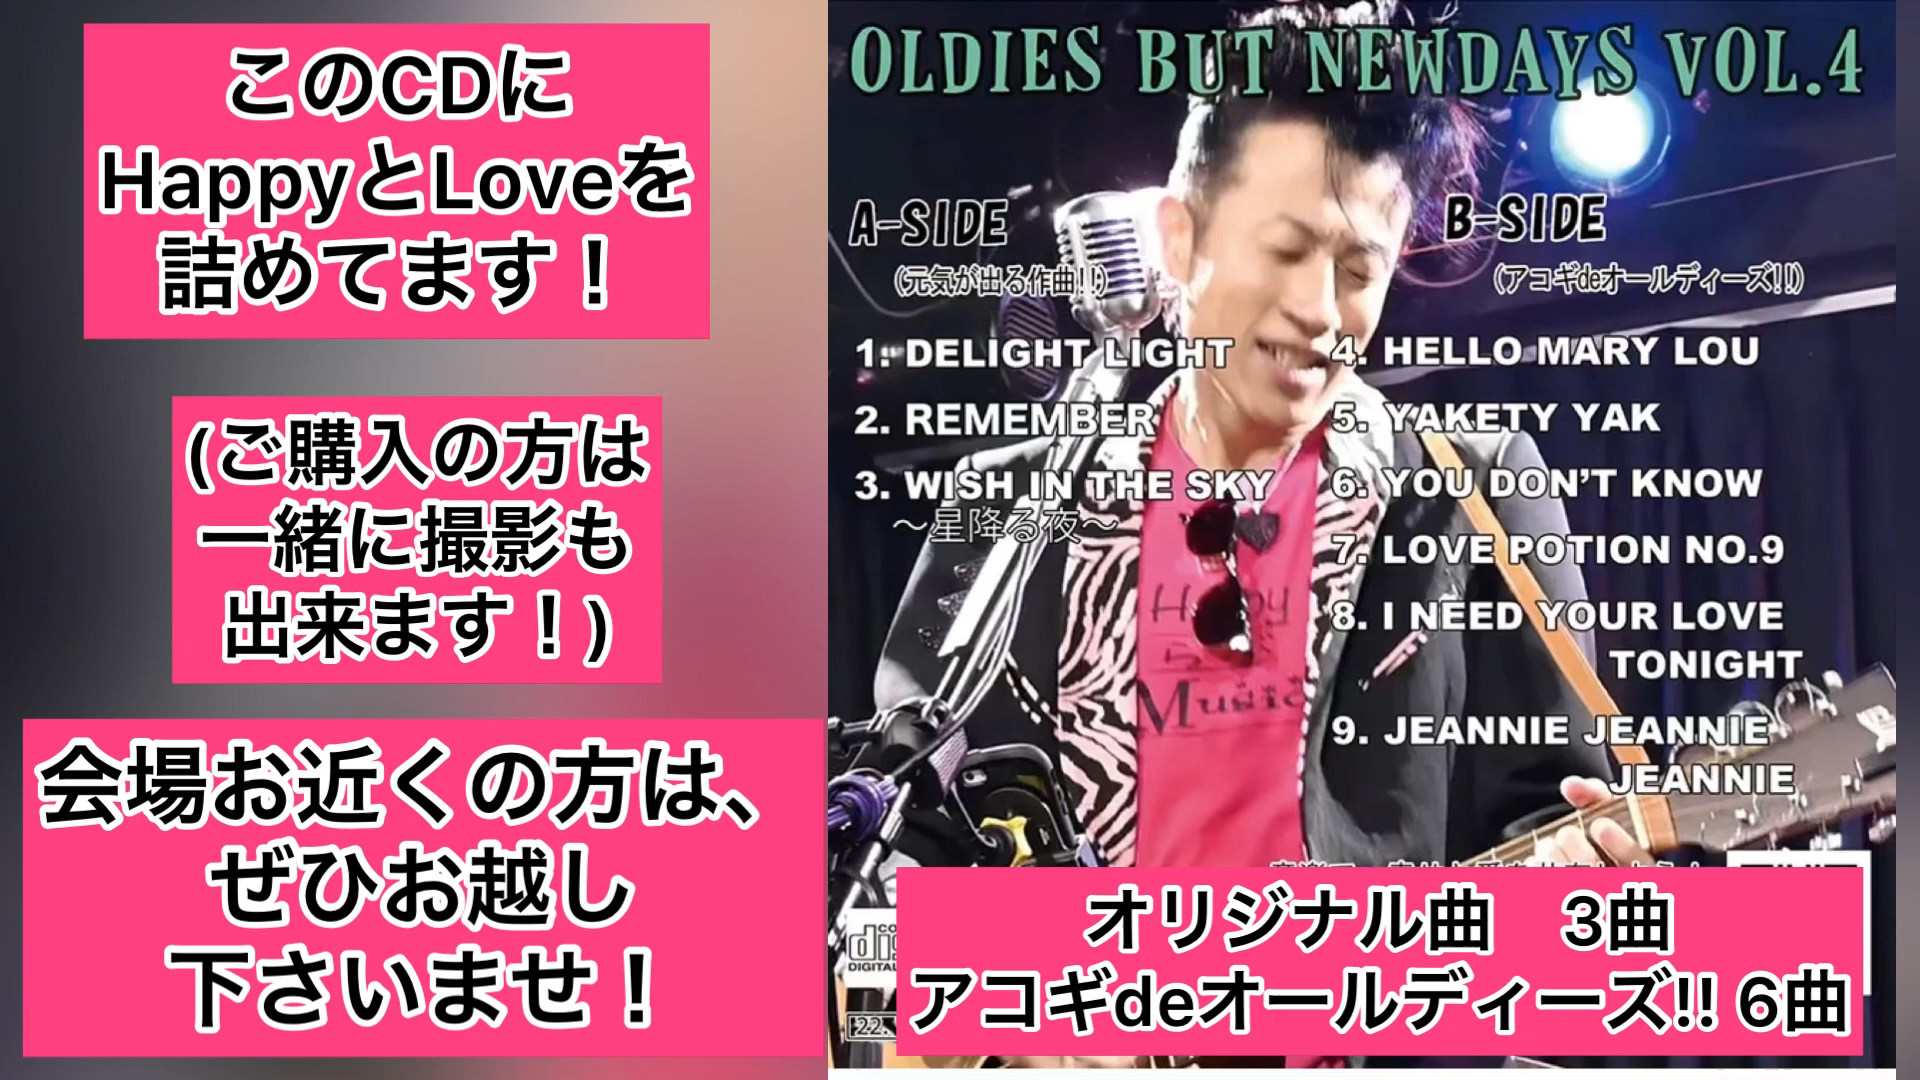 このCDに
HappyとLoveを
詰めてます！
(ご購入の方は
一緒に撮影も
出来ます！)
会場お近くの方は、
ぜひお越し
下さいませ！
OLDIES BUT NEWDAYS VOL.4
A-SIDE
(元気が出る作曲!!)
1. DELIGHT LIGHT
2. REMEMBER
3. WISH IN THE SKY
～星降る夜～
B-SIDE
(アコギdeオールディーズ!!)
4. HELLO MARY LOU
5. YAKETY YAK
6. YOU DON'T KNOW
7. LOVE POTION NO.9
8. I NEED YOUR LOVE
TONIGHT
9. JEANNIE JEANNIE
JEANNIE
Happy
Music
オリジナル曲　3曲
アコギdeオールディーズ!! 6曲